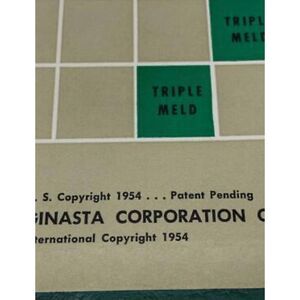 TRIPLE
MELD
TRIPLE
MELD
. S. Copyright 1954 . . . Patent Pending
GINASTA CORPORATION
nternational Copyright 1954